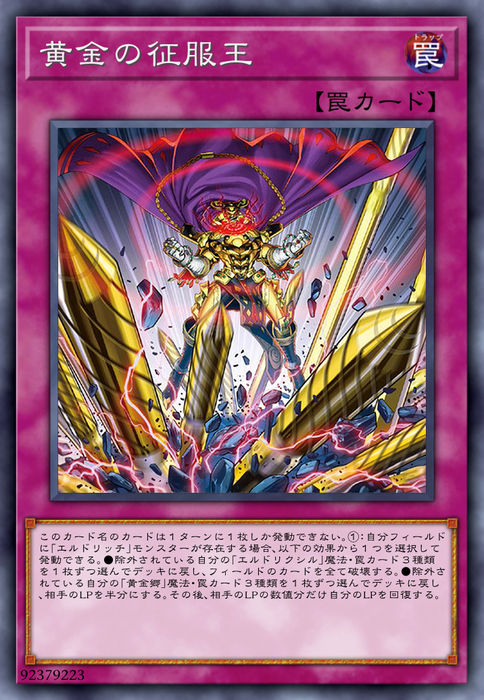 黄金の征服王
トラップ
罠
【罠カード】
このカード名のカードは１ターンに１枚しか発動できない。①：自分フィールド
に「エルドリッチ」モンスターが存在する場合、以下の効果から１つを選択して
発動できる。●除外されている自分の「エルドリクシル」魔法・罠カード３種類
を１枚ずつ選んでデッキに戻し、フィールドのカードを全て破壊する。●除外さ
れている自分の「黄金郷」魔法・罠カード３種類を１枚ずつ選んでデッキに戻し、
相手のLPを半分にする。その後、相手のLPの数値分だけ自分のLPを回復する。
92379223